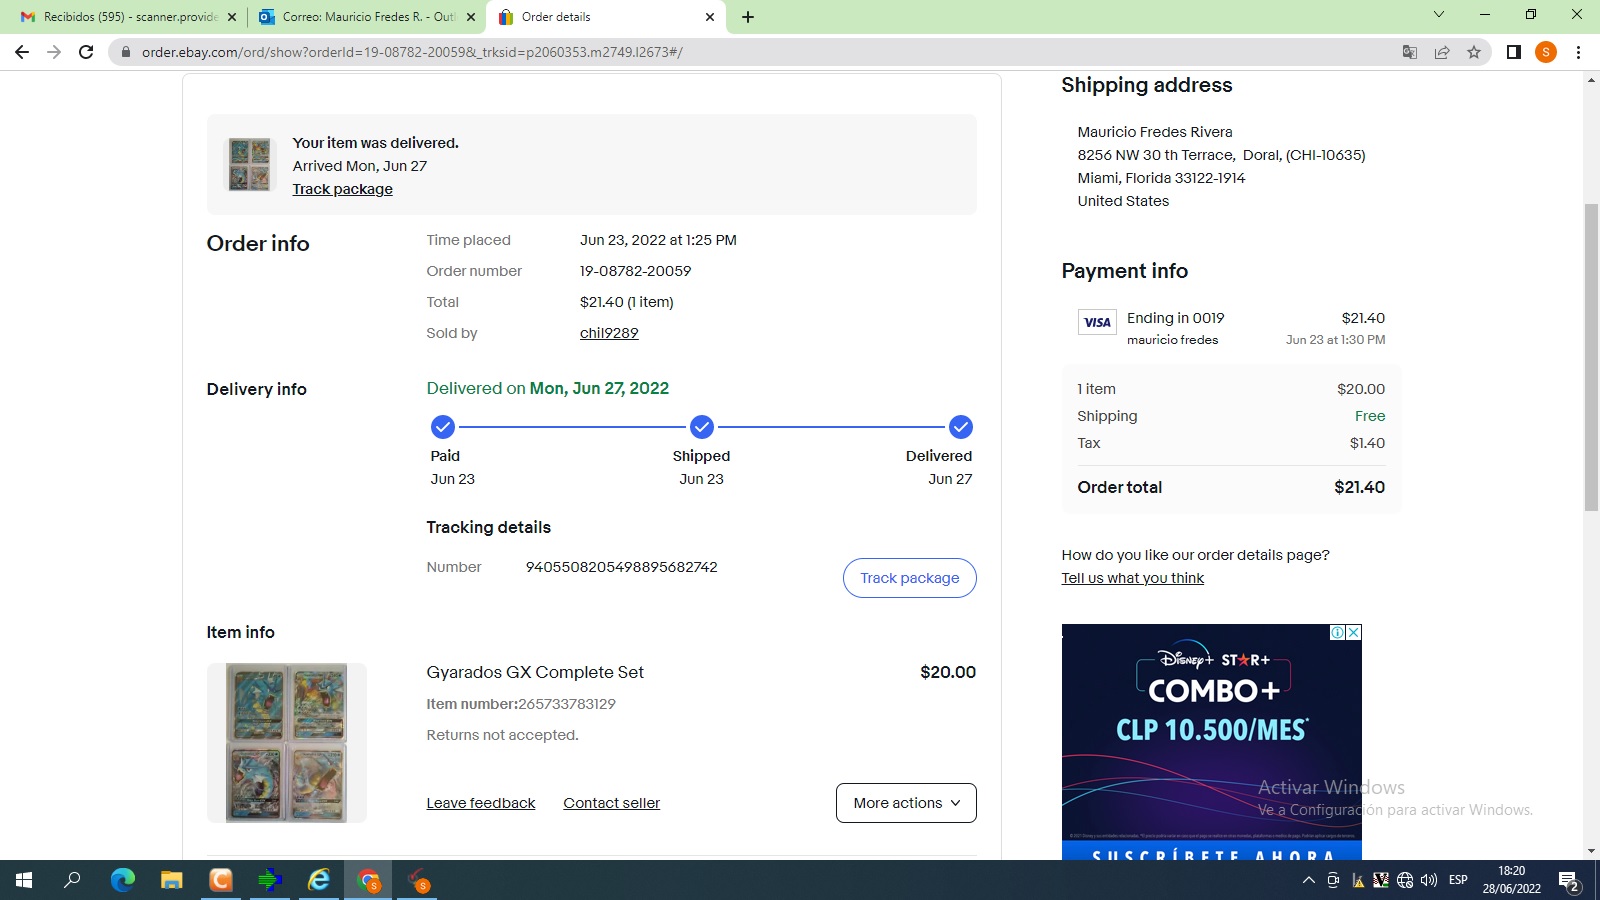 Recibidos (595) - scanner.provide
Correo: Mauricio Fredes R. - Outl
Order details
order.ebay.com/ord/show?orderId=19-08782-20059&_trksid=p2060353.m2749.l2673#/
S
Your item was delivered.
Arrived Mon, Jun 27
Track package
Order info
Time placed Jun 23, 2022 at 1:25 PM
Order number 19-08782-20059
Total $21.40 (1 item)
Sold by chil9289
Delivery info
Delivered on Mon, Jun 27, 2022
Paid Shipped Delivered
Jun 23 Jun 23 Jun 27
Tracking details
Number 9405508205498895682742
Track package
Item info
Gyarados GX Complete Set $20.00
Item number:265733783129
Returns not accepted.
Leave feedback Contact seller More actions
Shipping address
Mauricio Fredes Rivera
8256 NW 30 th Terrace, Doral, (CHI-10635)
Miami, Florida 33122-1914
United States
Payment info
VISA Ending in 0019 $21.40
mauricio fredes Jun 23 at 1:30 PM
1 item $20.00
Shipping Free
Tax $1.40
Order total $21.40
How do you like our order details page?
Tell us what you think
Disney+ STAR+
COMBO+
CLP 10.500/MES*
SUSCRÍBETE AHORA
Activar Windows
Ve a Configuración para activar Windows.
ESP
18:20
28/06/2022
2